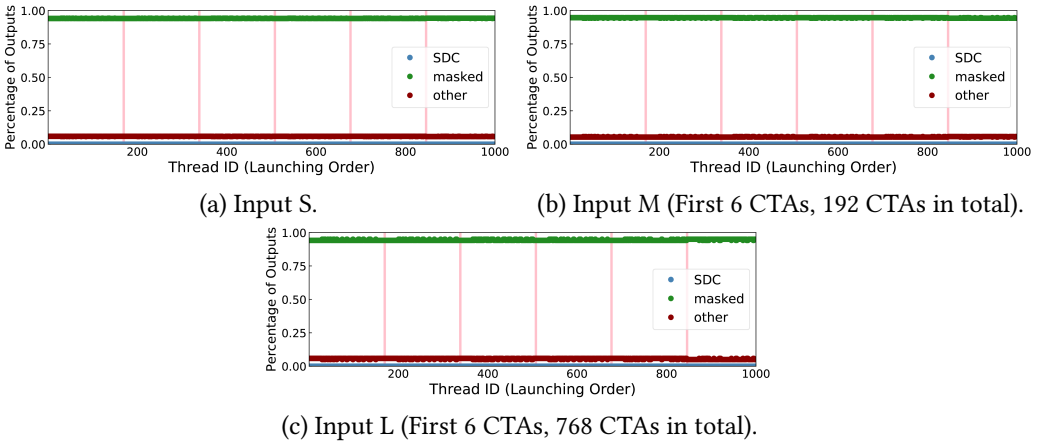 Percentage of Outputs
1.00
0.75
0.50
0.25
0.00
SDC
masked
other
200 400 600 800 1000
Thread ID (Launching Order)
(a) Input S.
Percentage of Outputs
1.00
0.75
0.50
0.25
0.00
SDC
masked
other
200 400 600 800 1000
Thread ID (Launching Order)
(b) Input M (First 6 CTAs, 192 CTAs in total).
Percentage of Outputs
1.00
0.75
0.50
0.25
0.00
SDC
masked
other
200 400 600 800 1000
Thread ID (Launching Order)
(c) Input L (First 6 CTAs, 768 CTAs in total).